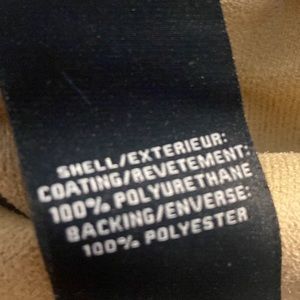 SHELL/EXTERIEUR:
COATING/REVETEMENT:
100% POLYURETHANE
BACKING/ENVERSE:
100% POLYESTER